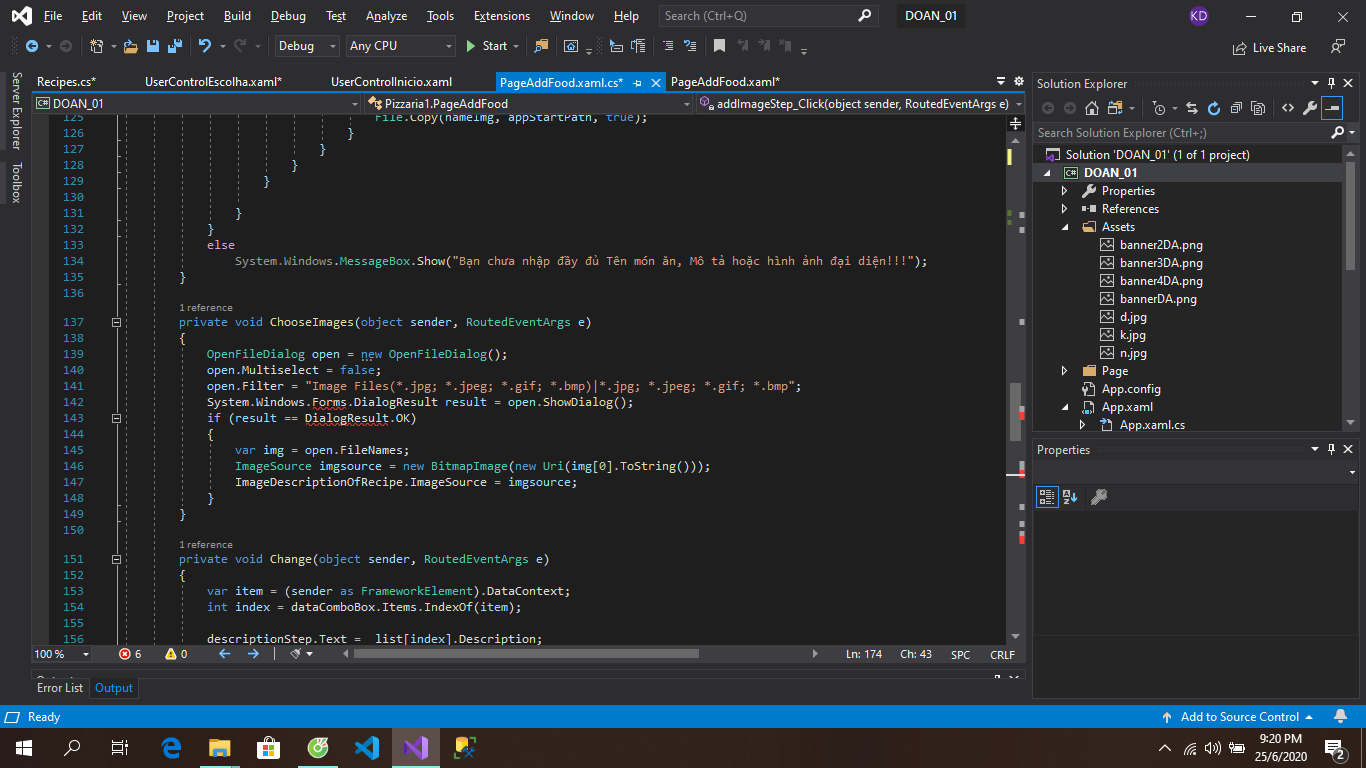 File Edit View Project Build Debug Test Analyze Tools Extensions Window Help Search (Ctrl+Q) DOAN_01 KD
Debug Any CPU Start Live Share
Server Explorer
Toolbox
Recipes.cs* UserControlEscolha.xaml* UserControlInicio.xaml PageAddFood.xaml.cs* PageAddFood.xaml*
DOAN_01 Pizzaria1.PageAddFood addImageStep_Click(object sender, RoutedEventArgs e)
125 File.Copy(nameImg, appStartPath, true);
126 }
127 }
128 }
129 }
130
131 }
132 }
133 else
134 System.Windows.MessageBox.Show("Bạn chưa nhập đầy đủ Tên món ăn, Mô tả hoặc hình ảnh đại diện!!!");
135 }
136
1 reference
137 private void ChooseImages(object sender, RoutedEventArgs e)
138 {
139 OpenFileDialog open = new OpenFileDialog();
140 open.Multiselect = false;
141 open.Filter = "Image Files(*.jpg; *.jpeg; *.gif; *.bmp)|*.jpg; *.jpeg; *.gif; *.bmp";
142 System.Windows.Forms.DialogResult result = open.ShowDialog();
143 if (result == DialogResult.OK)
144 {
145 var img = open.FileNames;
146 ImageSource imgsource = new BitmapImage(new Uri(img[0].ToString()));
147 ImageDescriptionOfRecipe.ImageSource = imgsource;
148 }
149 }
150
1 reference
151 private void Change(object sender, RoutedEventArgs e)
152 {
153 var item = (sender as FrameworkElement).DataContext;
154 int index = dataComboBox.Items.IndexOf(item);
155
156 descriptionStep.Text = list[index].Description;
100 % 6 0 Ln: 174 Ch: 43 SPC CRLF
Error List Output
Solution Explorer
Search Solution Explorer (Ctrl+;)
Solution 'DOAN_01' (1 of 1 project)
C# DOAN_01
Properties
References
Assets
banner2DA.png
banner3DA.png
banner4DA.png
bannerDA.png
d.jpg
k.jpg
n.jpg
Page
App.config
App.xaml
App.xaml.cs
Properties
Ready Add to Source Control
9:20 PM
25/6/2020
2